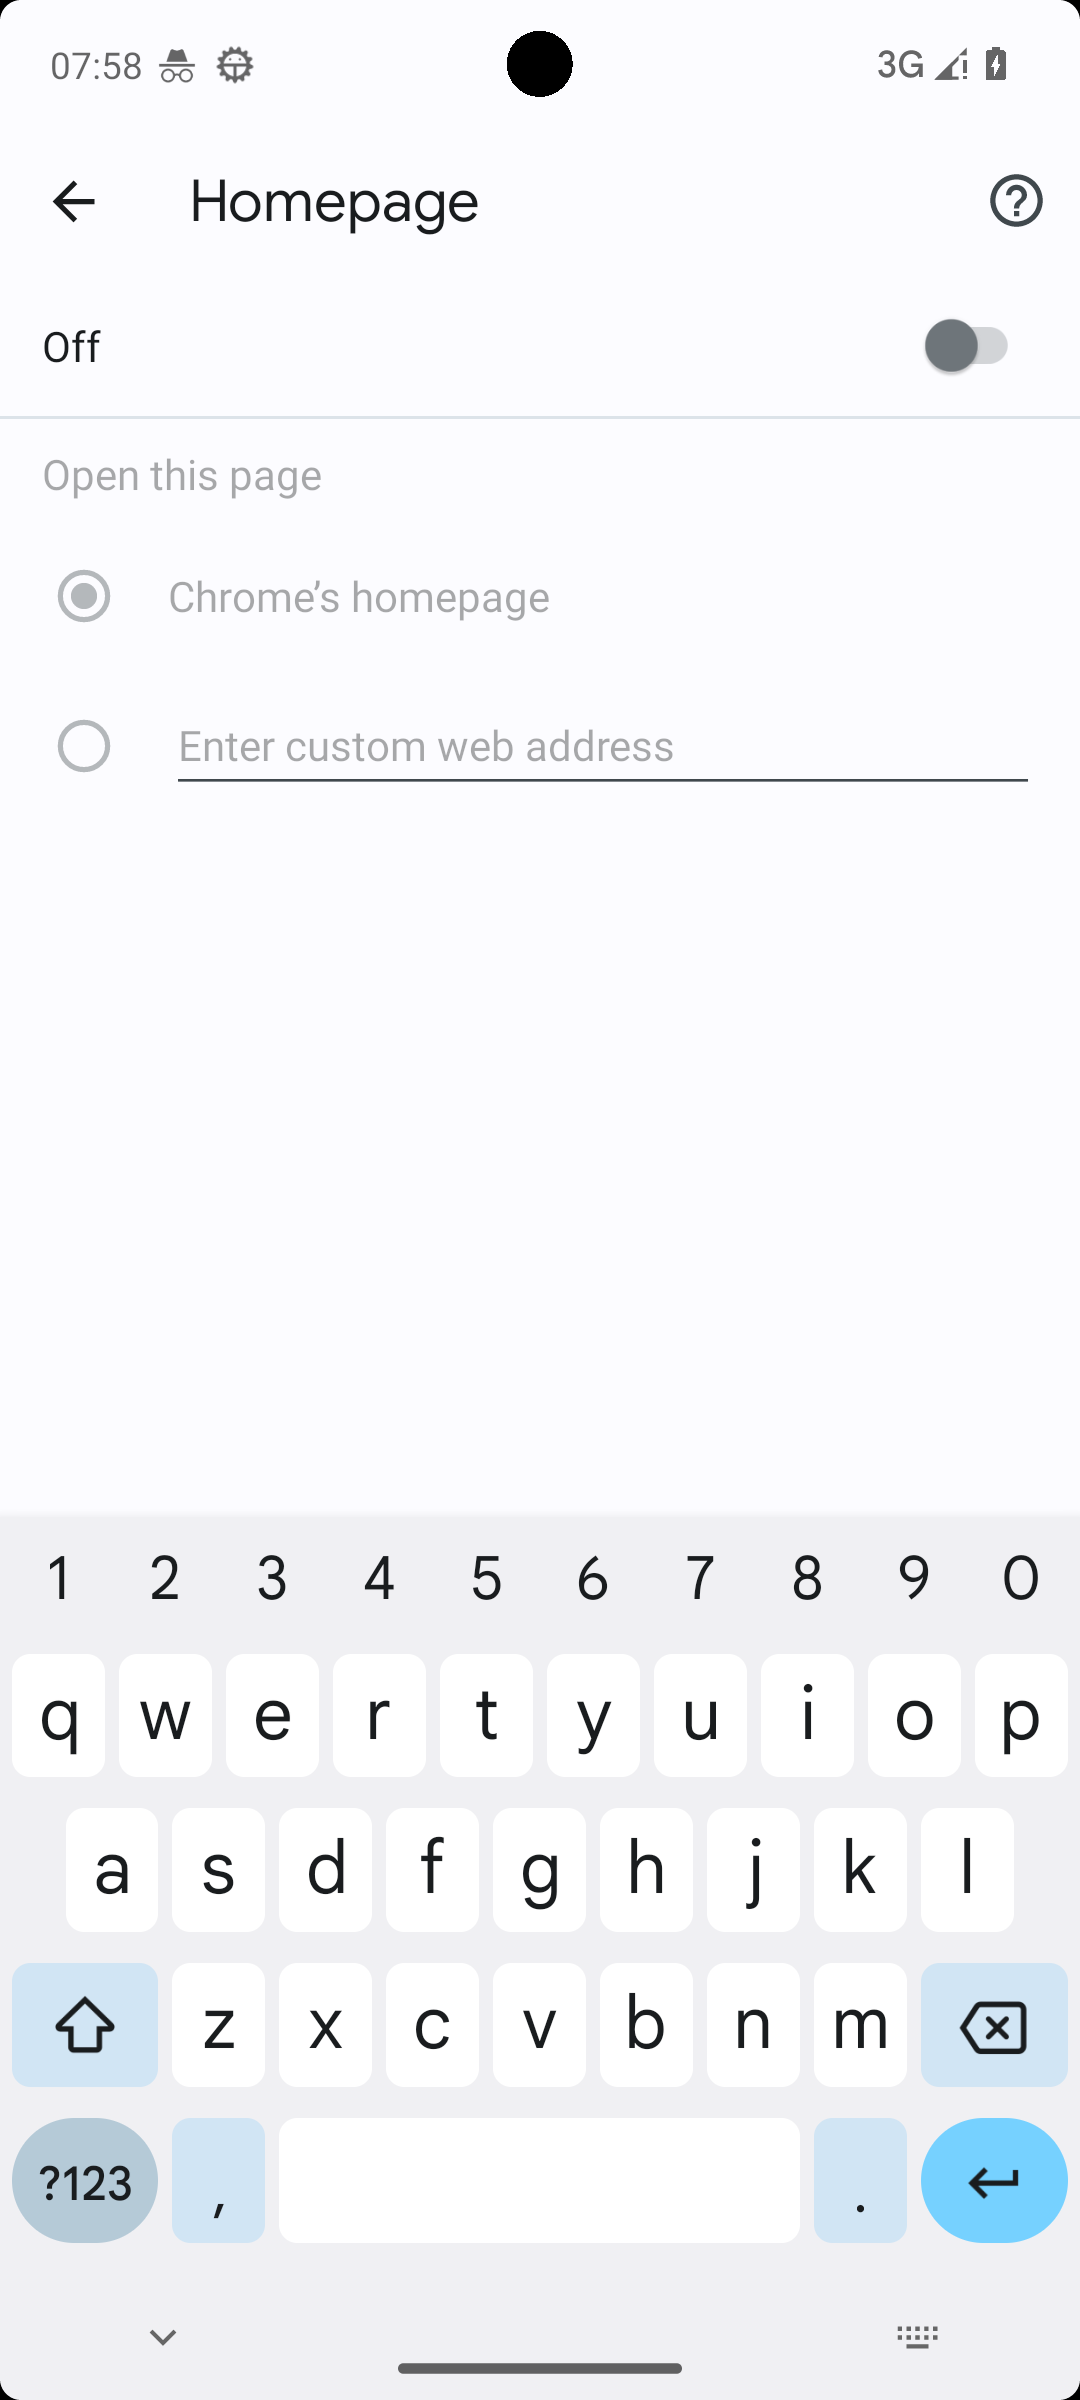 07:58
3G
Homepage
Off
Open this page
Chrome’s homepage
Enter custom web address
1 2 3 4 5 6 7 8 9 0
q w e r t y u i o p
a s d f g h j k l
z x c v b n m
?123 , .